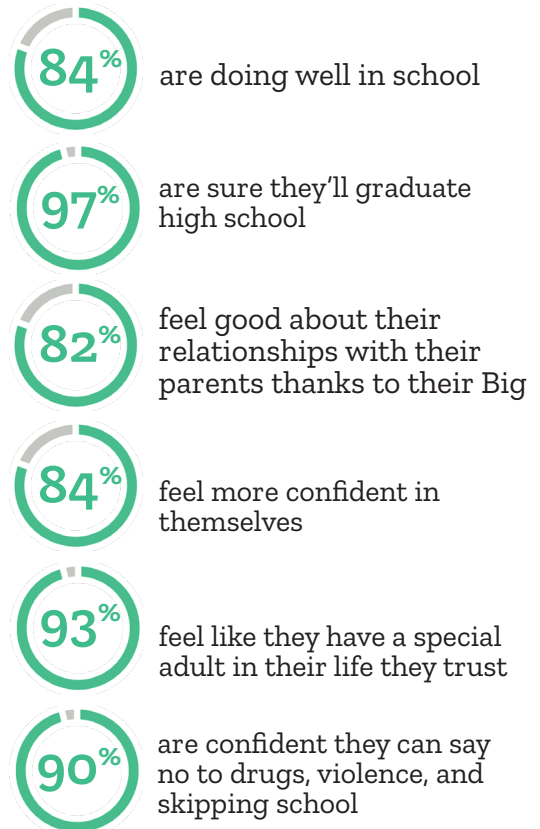 84%
are doing well in school
97%
are sure they'll graduate
high school
82%
feel good about their
relationships with their
parents thanks to their Big
84%
feel more confident in
themselves
93%
feel like they have a special
adult in their life they trust
90%
are confident they can say
no to drugs, violence, and
skipping school